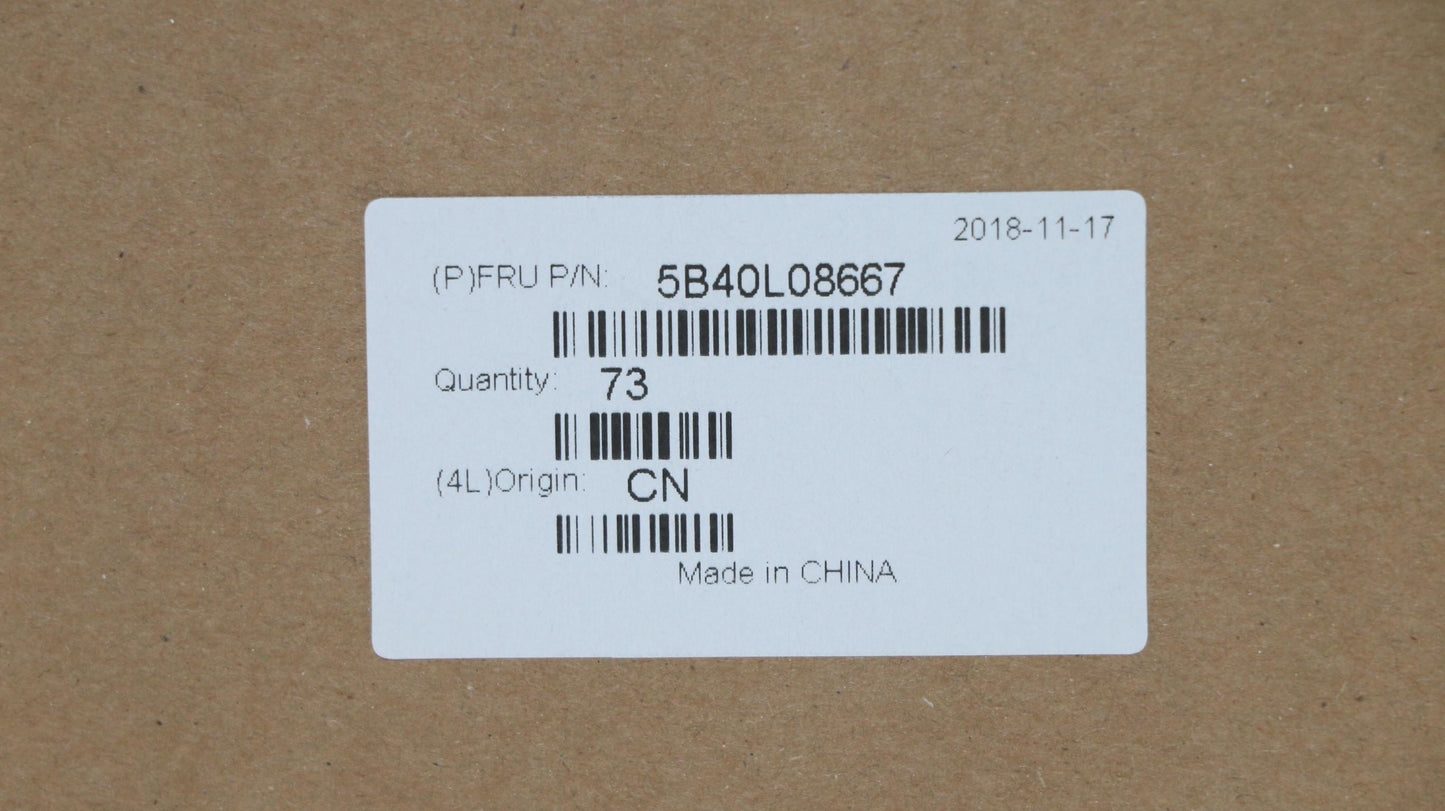 2018-11-17
(P)FRU P/N: 5B40L08667
Quantity: 73
(4L)Origin: CN
Made in CHINA